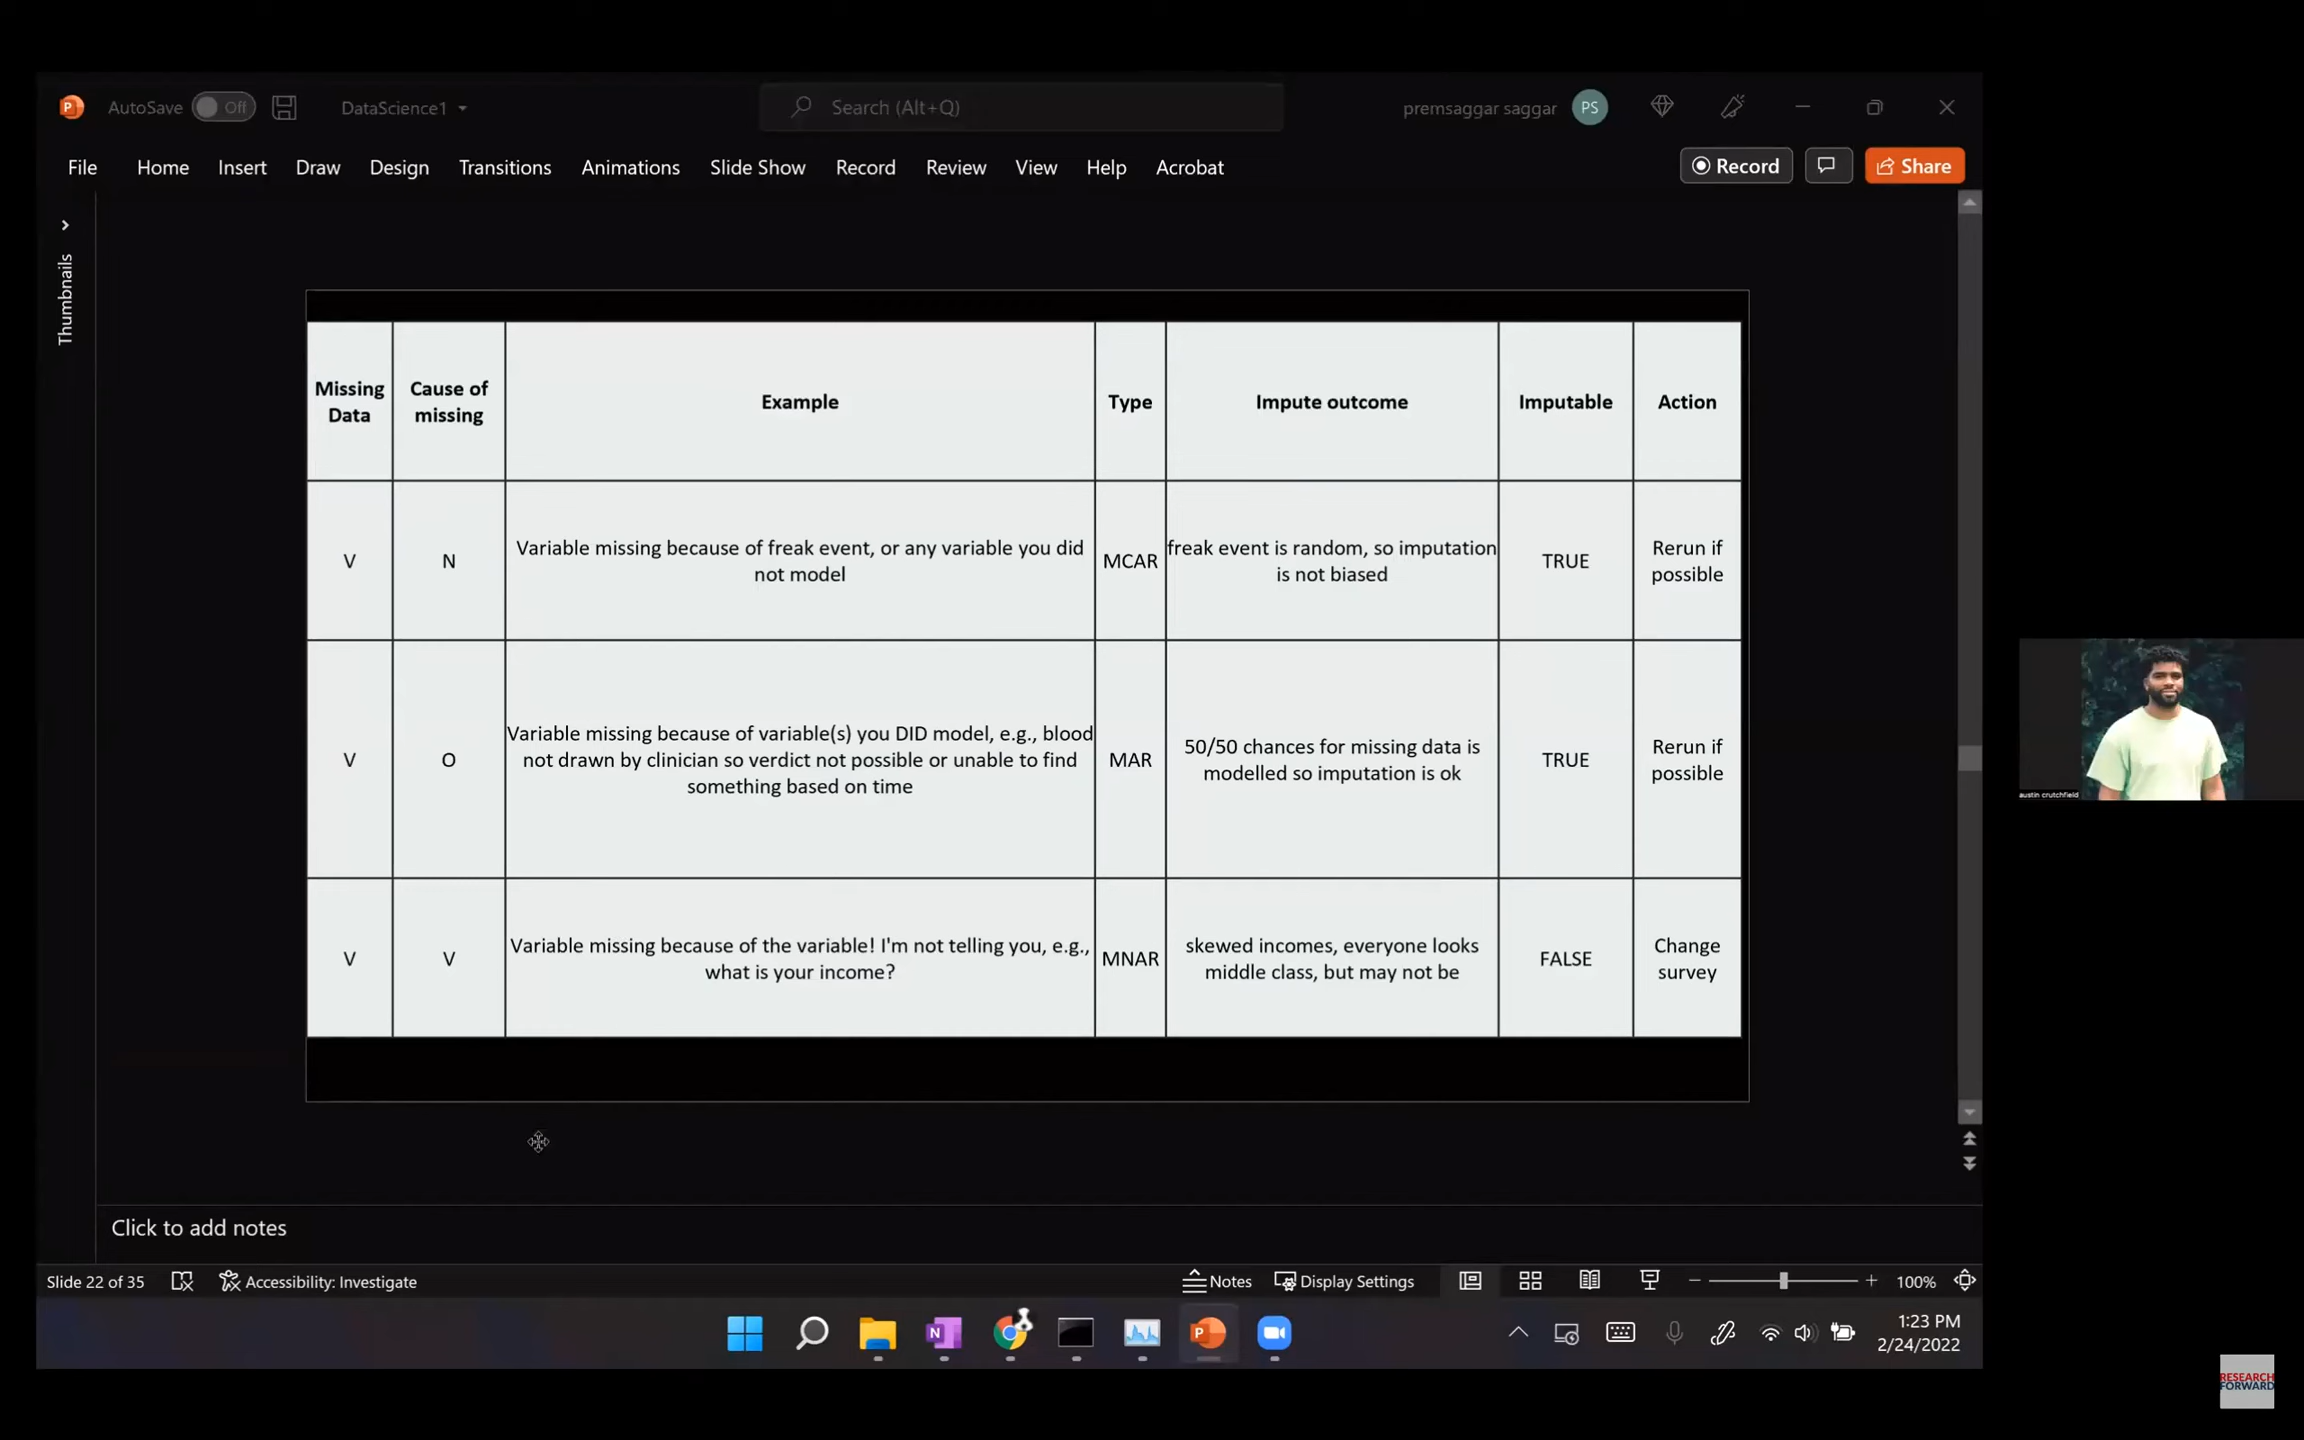 AutoSave Off DataScience1 Search (Alt+Q) premsaggar saggar PS
File Home Insert Draw Design Transitions Animations Slide Show Record Review View Help Acrobat Record Share
Thumbnails
Missing
Data
Cause of
missing
Example
Type
Impute outcome
Imputable
Action
V
N
Variable missing because of freak event, or any variable you did
not model
MCAR
freak event is random, so imputation
is not biased
TRUE
Rerun if
possible
V
O
Variable missing because of variable(s) you DID model, e.g., blood
not drawn by clinician so verdict not possible or unable to find
something based on time
MAR
50/50 chances for missing data is
modelled so imputation is ok
TRUE
Rerun if
possible
V
V
Variable missing because of the variable! I'm not telling you, e.g.,
what is your income?
MNAR
skewed incomes, everyone looks
middle class, but may not be
FALSE
Change
survey
austin crutchfield
Click to add notes
Slide 22 of 35 Accessibility: Investigate Notes Display Settings 100%
1:23 PM
2/24/2022
RESEARCH
FORWARD